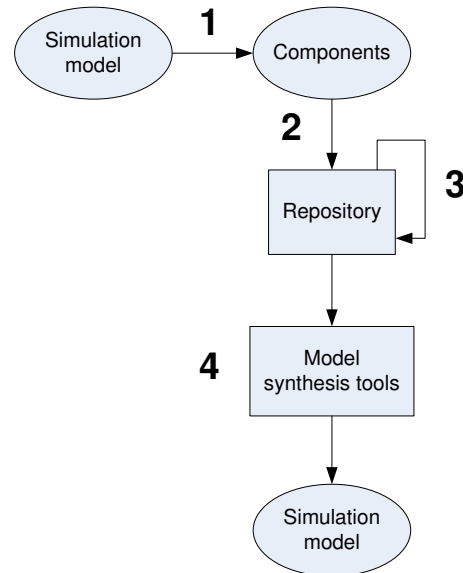 1
Simulation
model
Components
2
3
Repository
4
Model
synthesis tools
Simulation
model